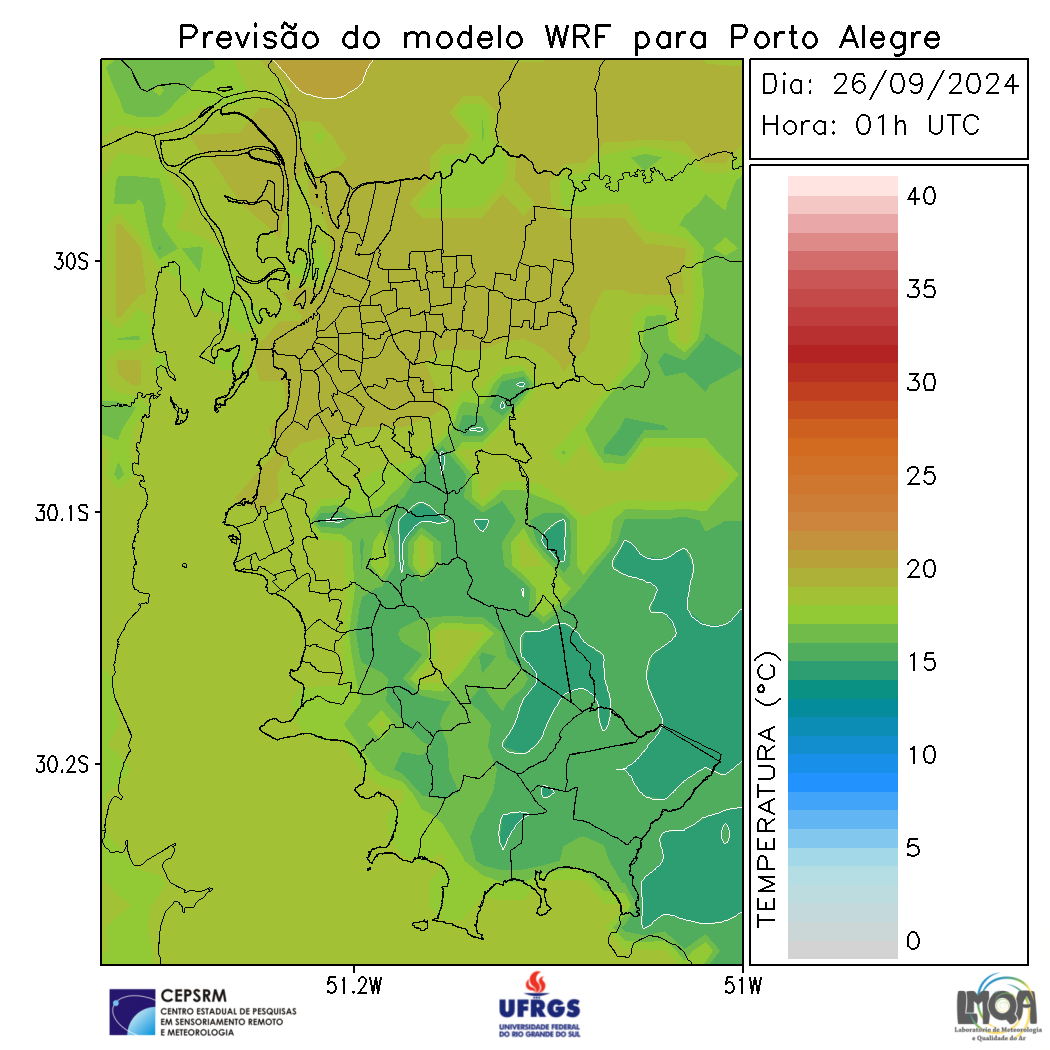 Previsão do modelo WRF para Porto Alegre
Dia: 26/09/2024
Hora: 01h UTC
30S
30.1S
30.2S
51.2W
51W
40
35
30
25
20
15
10
5
0
TEMPERATURA (°C)
CEPSRM
CENTRO ESTADUAL DE PESQUISAS
EM SENSORIAMENTO REMOTO
E METEOROLOGIA
UFRGS
UNIVERSIDADE FEDERAL
DO RIO GRANDE DO SUL
LMQA
Laboratório de Meteorologia
e Qualidade do Ar